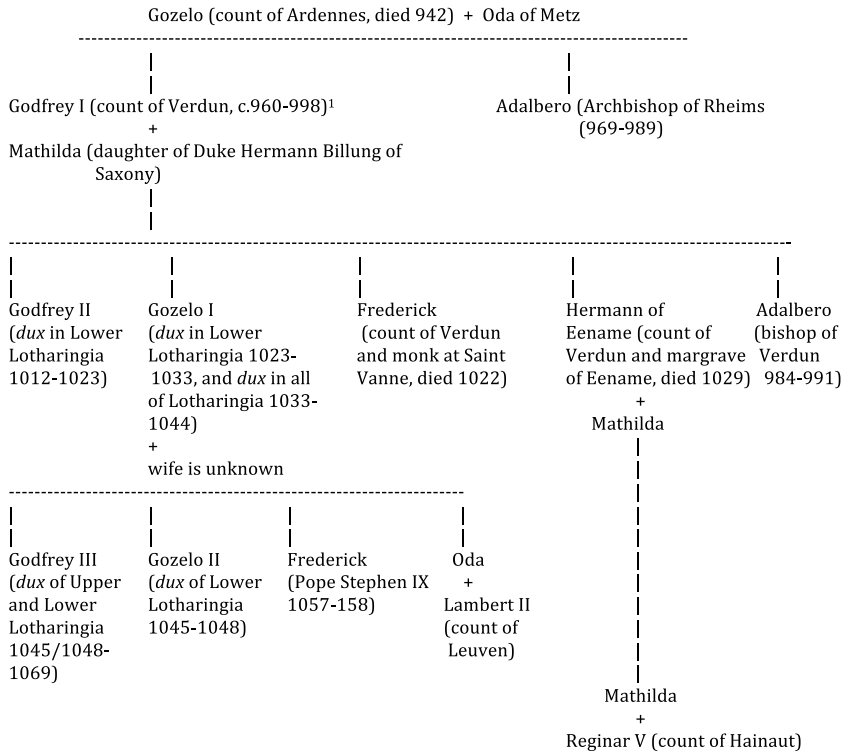 Gozelo (count of Ardennes, died 942) + Oda of Metz
Godfrey I (count of Verdun, c.960-998)¹
+
Mathilda (daughter of Duke Hermann Billung of
Saxony)
Adalbero (Archbishop of Rheims
(969-989)
Godfrey II
(dux in Lower
Lotharingia
1012-1023)
Gozelo I
(dux in Lower
Lotharingia 1023-
1033, and dux in all
of Lotharingia 1033-
1044)
+
wife is unknown
Frederick
(count of Verdun
and monk at Saint
Vanne, died 1022)
Hermann of
Eename (count of
Verdun and margrave
of Eename, died 1029)
+
Mathilda
Adalbero
(bishop of
Verdun
984-991)
Godfrey III
(dux of Upper
and Lower
Lotharingia
1045/1048-
1069)
Gozelo II
(dux of Lower
Lotharingia
1045-1048)
Frederick
(Pope Stephen IX
1057-158)
Oda
+
Lambert II
(count of
Leuven)
Mathilda
+
Reginar V (count of Hainaut)